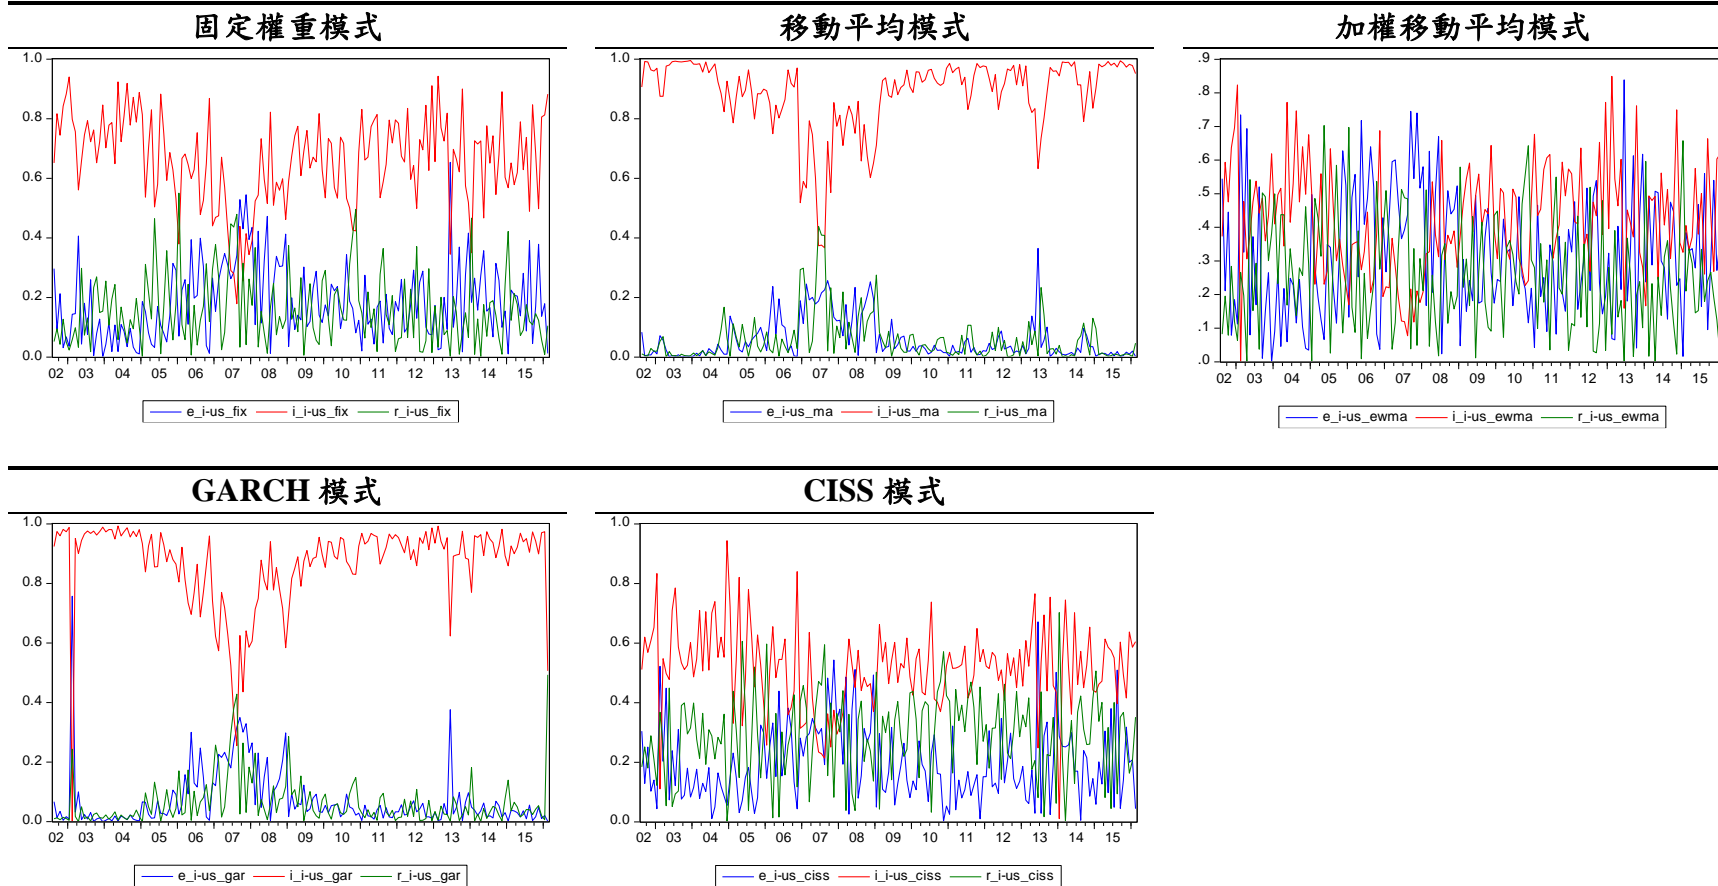 固定權重模式
移動平均模式
加權移動平均模式
1.0
0.8
0.6
0.4
0.2
0.0
02 03 04 05 06 07 08 09 10 11 12 13 14 15
e_i-us_fix i_i-us_fix r_i-us_fix
1.0
0.8
0.6
0.4
0.2
0.0
02 03 04 05 06 07 08 09 10 11 12 13 14 15
e_i-us_ma i_i-us_ma r_i-us_ma
.9
.8
.7
.6
.5
.4
.3
.2
.1
.0
02 03 04 05 06 07 08 09 10 11 12 13 14 15
e_i-us_ewma i_i-us_ewma r_i-us_ewma
GARCH 模式
CISS 模式
1.0
0.8
0.6
0.4
0.2
0.0
02 03 04 05 06 07 08 09 10 11 12 13 14 15
e_i-us_gar i_i-us_gar r_i-us_gar
1.0
0.8
0.6
0.4
0.2
0.0
02 03 04 05 06 07 08 09 10 11 12 13 14 15
e_i-us_ciss i_i-us_ciss r_i-us_ciss